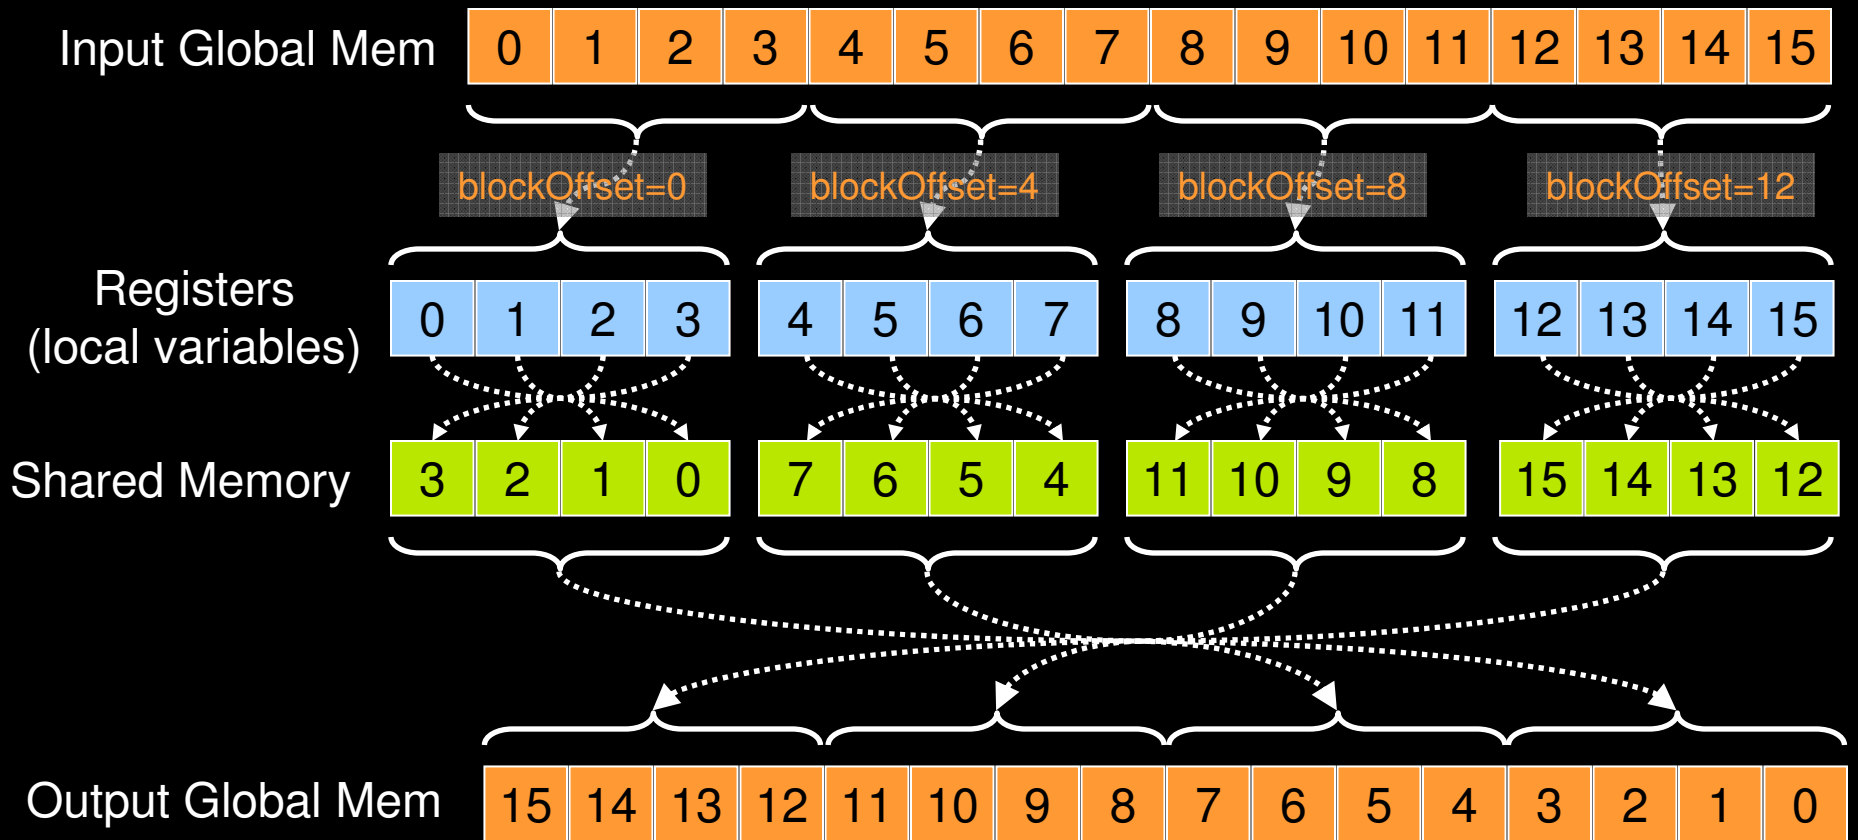 Input Global Mem 0 1 2 3 4 5 6 7 8 9 10 11 12 13 14 15
blockOffset=0 blockOffset=4 blockOffset=8 blockOffset=12
Registers
(local variables)
0 1 2 3 4 5 6 7 8 9 10 11 12 13 14 15
Shared Memory 3 2 1 0 7 6 5 4 11 10 9 8 15 14 13 12
Output Global Mem 15 14 13 12 11 10 9 8 7 6 5 4 3 2 1 0